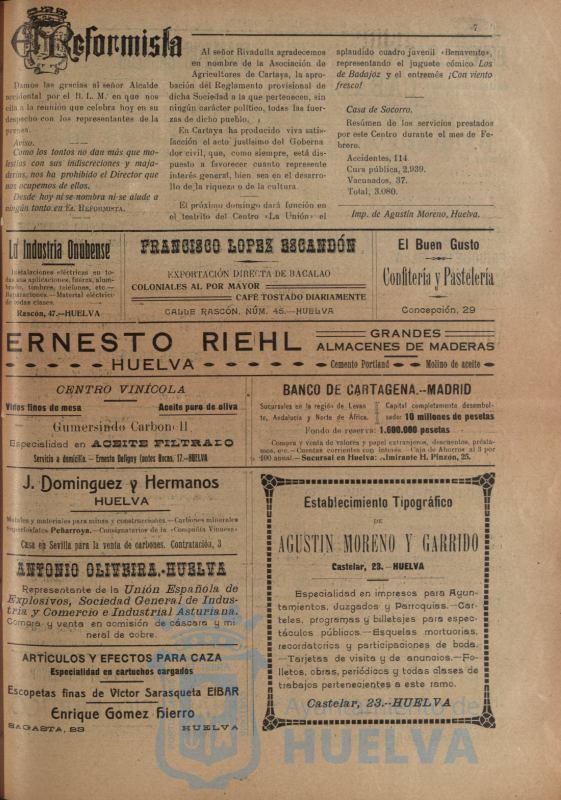 7
El Reformista
Damos las gracias al señor Alcalde
accidental por el B. L. M. en que nos
cita a la reunión que celebra hoy en su
despecho con los representantes de la
prensa.
Aviso.
Como los tontos no dan más que mo-
lestias con sus indiscreciones y maja-
derías, nos ha prohibido el Director que
nos ocupemos de ellos.
Desde hoy ni se nombra ni se alude a
ningún tonto en EL REFORMISTA.
Al señor Rivadulla agradecemos
en nombre de la Asociación de
Agricultores de Cartaya, la apro-
bación del Reglamento provisional de
dicha Sociedad a la que pertenecen, sin
ningún carácter político, todas las fuer-
zas de dicho pueblo.
En Cartaya ha producido viva satis-
facción el acto justísimo del Goberna
dor civil, que, como siempre, está dis-
puesto a favorecer cuanto represente
interés general, bien sea en el desarro-
llo de la riqueza o de la cultura.
El próximo domingo dará función en
el teatrito del Centro «La Unión» el
aplaudido cuadro juvenil «Benavente»,
representando el juguete cómico Los
de Badajoz y el entremés ¡Con viento
fresco!
Casa de Socorro.
Resúmen de los servicios prestados
por este Centro durante el mes de Fe-
brero.
Accidentes, 114
Cura pública, 2,939.
Vacunados, 37.
Total, 3.080.
Imp. de Agustín Moreno, Huelva.
La Industria Onubense
Instalaciones eléctricas en to-
das sus aplicaciones, fuerza, alum-
brado, timbres, teléfonos, etc.—
Reparaciones.—Material eléctrico
de todas clases.
Rascón, 47.—HUELVA
FRANCISCO LOPEZ ESCANDÓN
EXPORTACIÓN DIRECTA DE BACALAO
COLONIALES AL POR MAYOR
CAFÉ TOSTADO DIARIAMENTE
CALLE RASCÓN, NÚM. 45.—HUELVA
El Buen Gusto
Confitería y Pastelería
Concepción, 29
ERNESTO RIEHL
HUELVA
GRANDES
ALMACENES DE MADERAS
Cemento Portland Molino de aceite
CENTRO VINÍCOLA
Vinos finos de mesa Aceite puro de oliva
Gumersindo Carbonell
Especialidad en ACEITE FILTRADO
Servicio a domicilio. — Ernesto Deligny (antes Bocas, 17.—HUELVA
BANCO DE CARTAGENA.--MADRID
Sucursales en la región de Levan
te, Andalucía y Norte de África.
Capital completamente desembol-
sado: 10 millones de pesetas
Fondo de reserva: 1.600.000 pesetas
Compra y venta de valores y papel extranjeros, descuentos, présta-
mos, etc.—Cuentas corrientes con interés.—Caja de Ahorros al 3 por
100 anual.—Sucursal en Huelva: Almirante H. Pinzón, 25.
J. Dominguez y Hermanos
HUELVA
Metales y materiales para minas y construcciones.—Carbones minerales
Superfosfatos Peñarroya.—Consignatarios de la «Compañía Vinuesa»
Casa en Sevilla para la venta de carbones. Contratación, 3
ANTONIO OLIVEIRA.-HUELVA
Representante de la Unión Española de
Explosivos, Sociedad General de Indus-
tria y Comercio e Industrial Asturiana.
Compra y venta en comisión de cáscara y mi
neral de cobre.
ARTÍCULOS Y EFECTOS PARA CAZA
Especialidad en cartuchos cargados
Escopetas finas de Víctor Sarasqueta EIBAR
Enrique Gomez Hierro
SAGASTA, 23 HUELVA
Establecimiento Tipográfico
DE
AGUSTIN MORENO Y GARRIDO
Castelar, 23.—HUELVA
Especialidad en impresos para Ayun-
tamientos, Juzgados y Parroquias.—Car-
teles, programas y billetajes para espec-
táculos públicos.—Esquelas mortuorias,
recordatorios y participaciones de boda.
—Tarjetas de visita y de anuncios.—Fo-
lletos, obras, periódicos y todas clases de
trabajos pertenecientes a este ramo.
Castelar, 23.-HUELVA
Ayuntamiento de
HUELVA